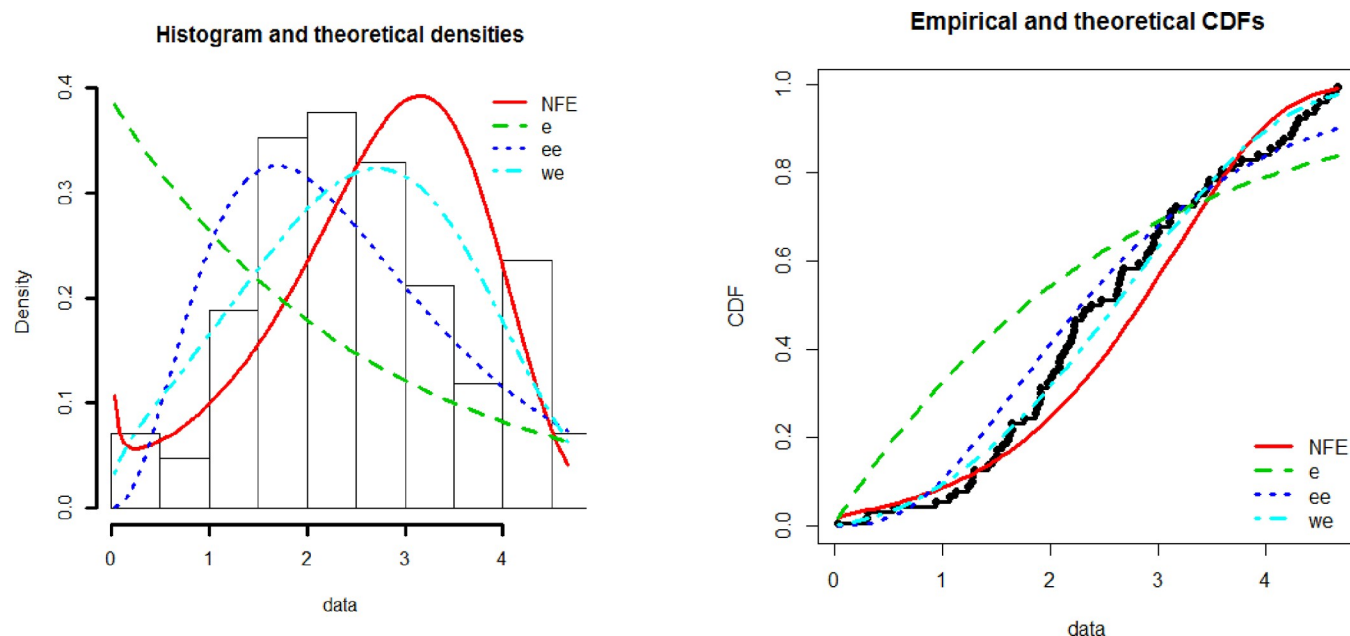 Histogram and theoretical densities
Density
0.0
0.1
0.2
0.3
0.4
NFE
e
ee
we
0
1
2
3
4
data
Empirical and theoretical CDFs
CDF
0.0
0.2
0.4
0.6
0.8
1.0
NFE
e
ee
we
0
1
2
3
4
data